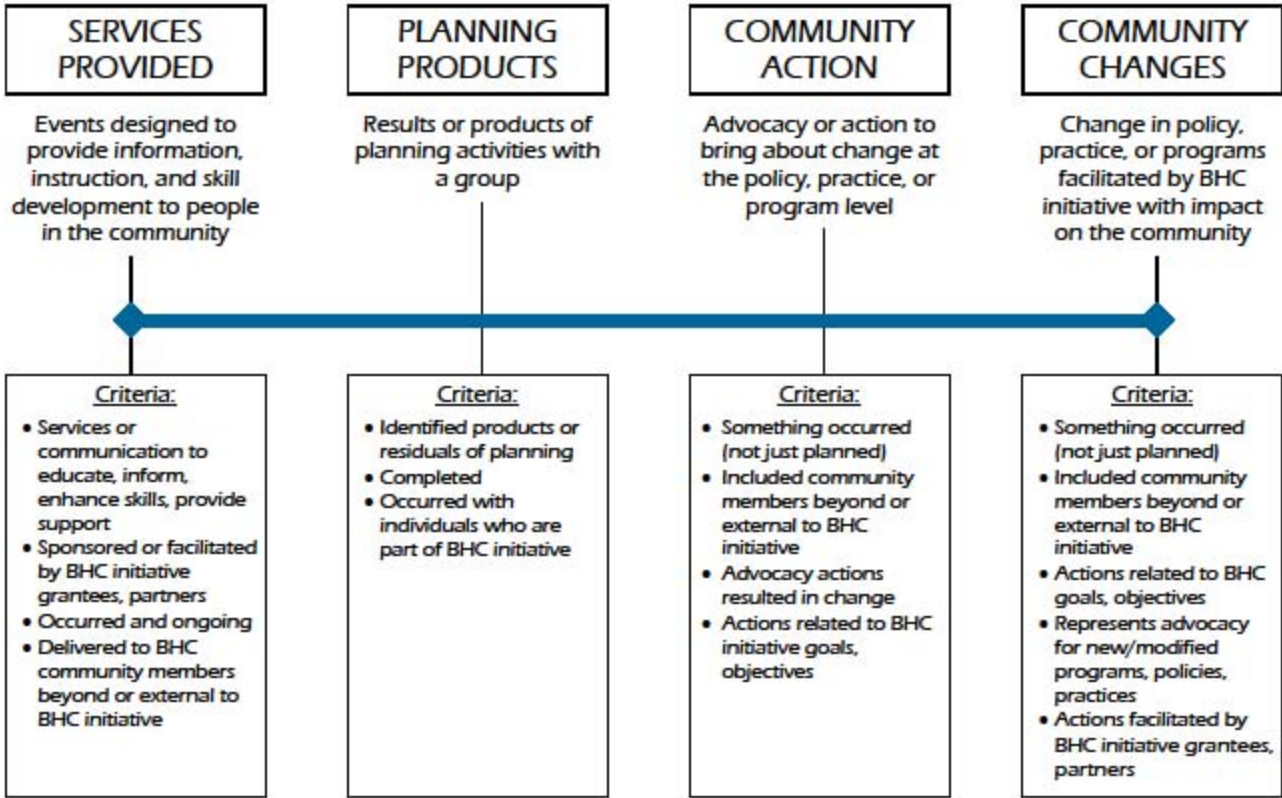 SERVICES
PROVIDED
Events designed to
provide information,
instruction, and skill
development to people
in the community
Criteria:
• Services or
communication to
educate, inform,
enhance skills, provide
support
• Sponsored or facilitated
by BHC initiative
grantees, partners
• Occurred and ongoing
• Delivered to BHC
community members
beyond or external to
BHC initiative
PLANNING
PRODUCTS
Results or products of
planning activities with
a group
Criteria:
• Identified products or
residuals of planning
• Completed
• Occurred with
individuals who are
part of BHC initiative
COMMUNITY
ACTION
Advocacy or action to
bring about change at
the policy, practice, or
program level
Criteria:
• Something occurred
(not just planned)
• Included community
members beyond or
external to BHC
initiative
• Advocacy actions
resulted in change
• Actions related to BHC
initiative goals,
objectives
COMMUNITY
CHANGES
Change in policy,
practice, or programs
facilitated by BHC
initiative with impact
on the community
Criteria:
• Something occurred
(not just planned)
• Included community
members beyond or
external to BHC
initiative
• Actions related to BHC
goals, objectives
• Represents advocacy
for new/modified
programs, policies,
practices
• Actions facilitated by
BHC initiative grantees,
partners